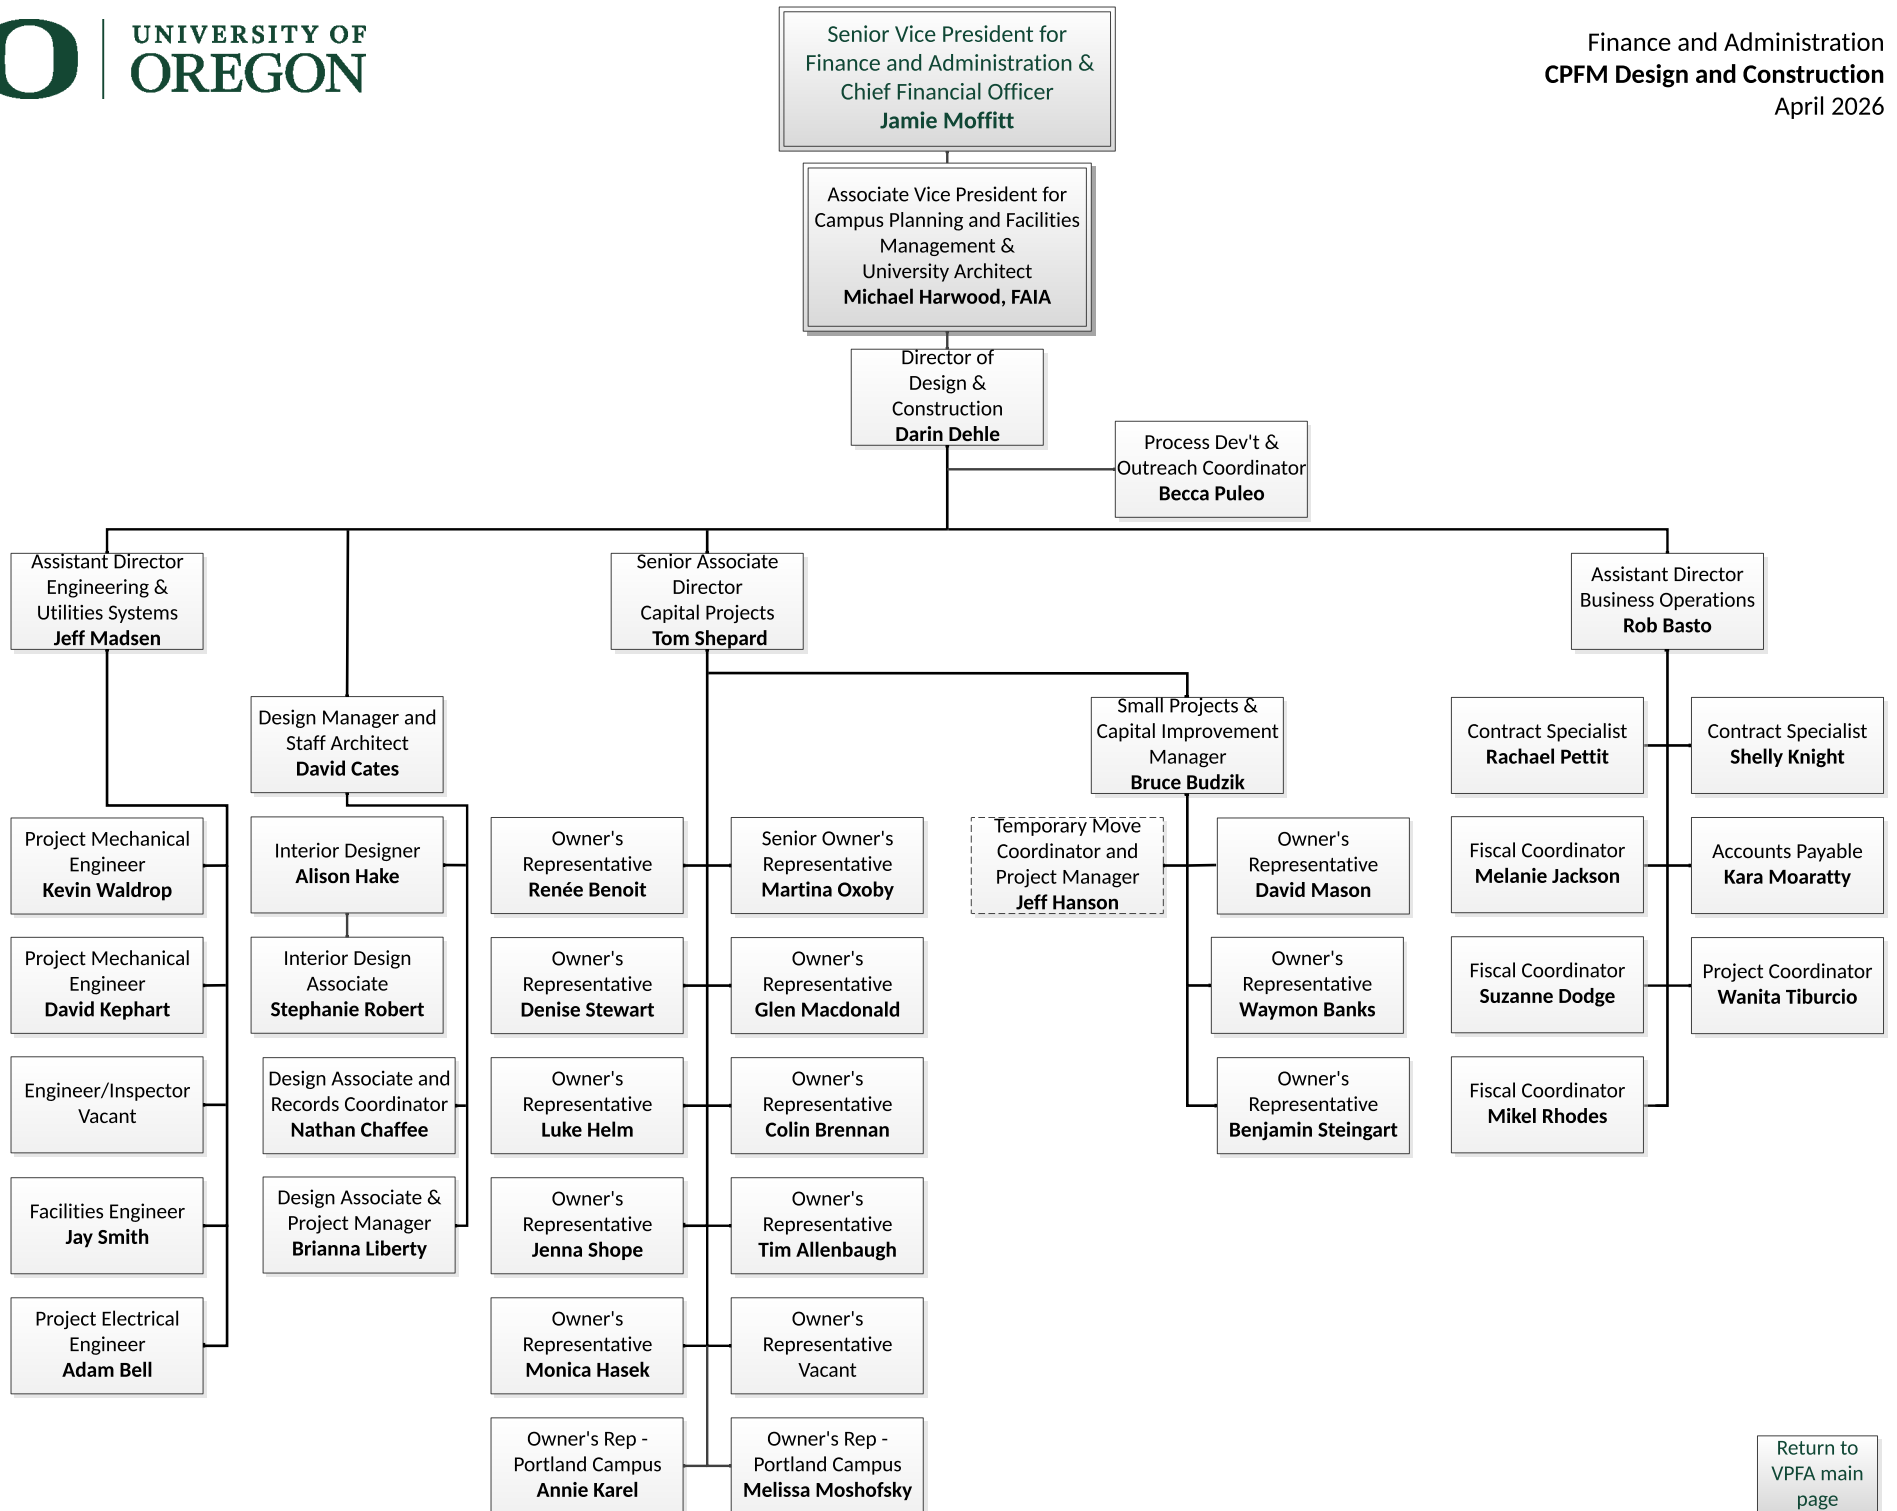 UNIVERSITY OF
OREGON
Senior Vice President for
Finance and Administration &
Chief Financial Officer
Jamie Moffitt
Finance and Administration
CPFM Design and Construction
April 2026
Associate Vice President for
Campus Planning and Facilities
Management &
University Architect
Michael Harwood, FAIA
Director of
Design &
Construction
Darin Dehle
Process Dev't &
Outreach Coordinator
Becca Puleo
Assistant Director
Engineering &
Utilities Systems
Jeff Madsen
Senior Associate
Director
Capital Projects
Tom Shepard
Assistant Director
Business Operations
Rob Basto
Design Manager and
Staff Architect
David Cates
Small Projects &
Capital Improvement
Manager
Bruce Budzik
Contract Specialist
Rachael Pettit
Contract Specialist
Shelly Knight
Project Mechanical
Engineer
Kevin Waldrop
Interior Designer
Alison Hake
Owner's
Representative
Renée Benoit
Senior Owner's
Representative
Martina Oxoby
Temporary Move
Coordinator and
Project Manager
Jeff Hanson
Owner's
Representative
David Mason
Fiscal Coordinator
Melanie Jackson
Accounts Payable
Kara Moaratty
Project Mechanical
Engineer
David Kephart
Interior Design
Associate
Stephanie Robert
Owner's
Representative
Denise Stewart
Owner's
Representative
Glen Macdonald
Owner's
Representative
Waymon Banks
Fiscal Coordinator
Suzanne Dodge
Project Coordinator
Wanita Tiburcio
Engineer/Inspector
Vacant
Design Associate and
Records Coordinator
Nathan Chaffee
Owner's
Representative
Luke Helm
Owner's
Representative
Colin Brennan
Owner's
Representative
Benjamin Steingart
Fiscal Coordinator
Mikel Rhodes
Facilities Engineer
Jay Smith
Design Associate &
Project Manager
Brianna Liberty
Owner's
Representative
Jenna Shope
Owner's
Representative
Tim Allenbaugh
Project Electrical
Engineer
Adam Bell
Owner's
Representative
Monica Hasek
Owner's
Representative
Vacant
Owner's Rep -
Portland Campus
Annie Karel
Owner's Rep -
Portland Campus
Melissa Moshofsky
Return to
VPFA main
page